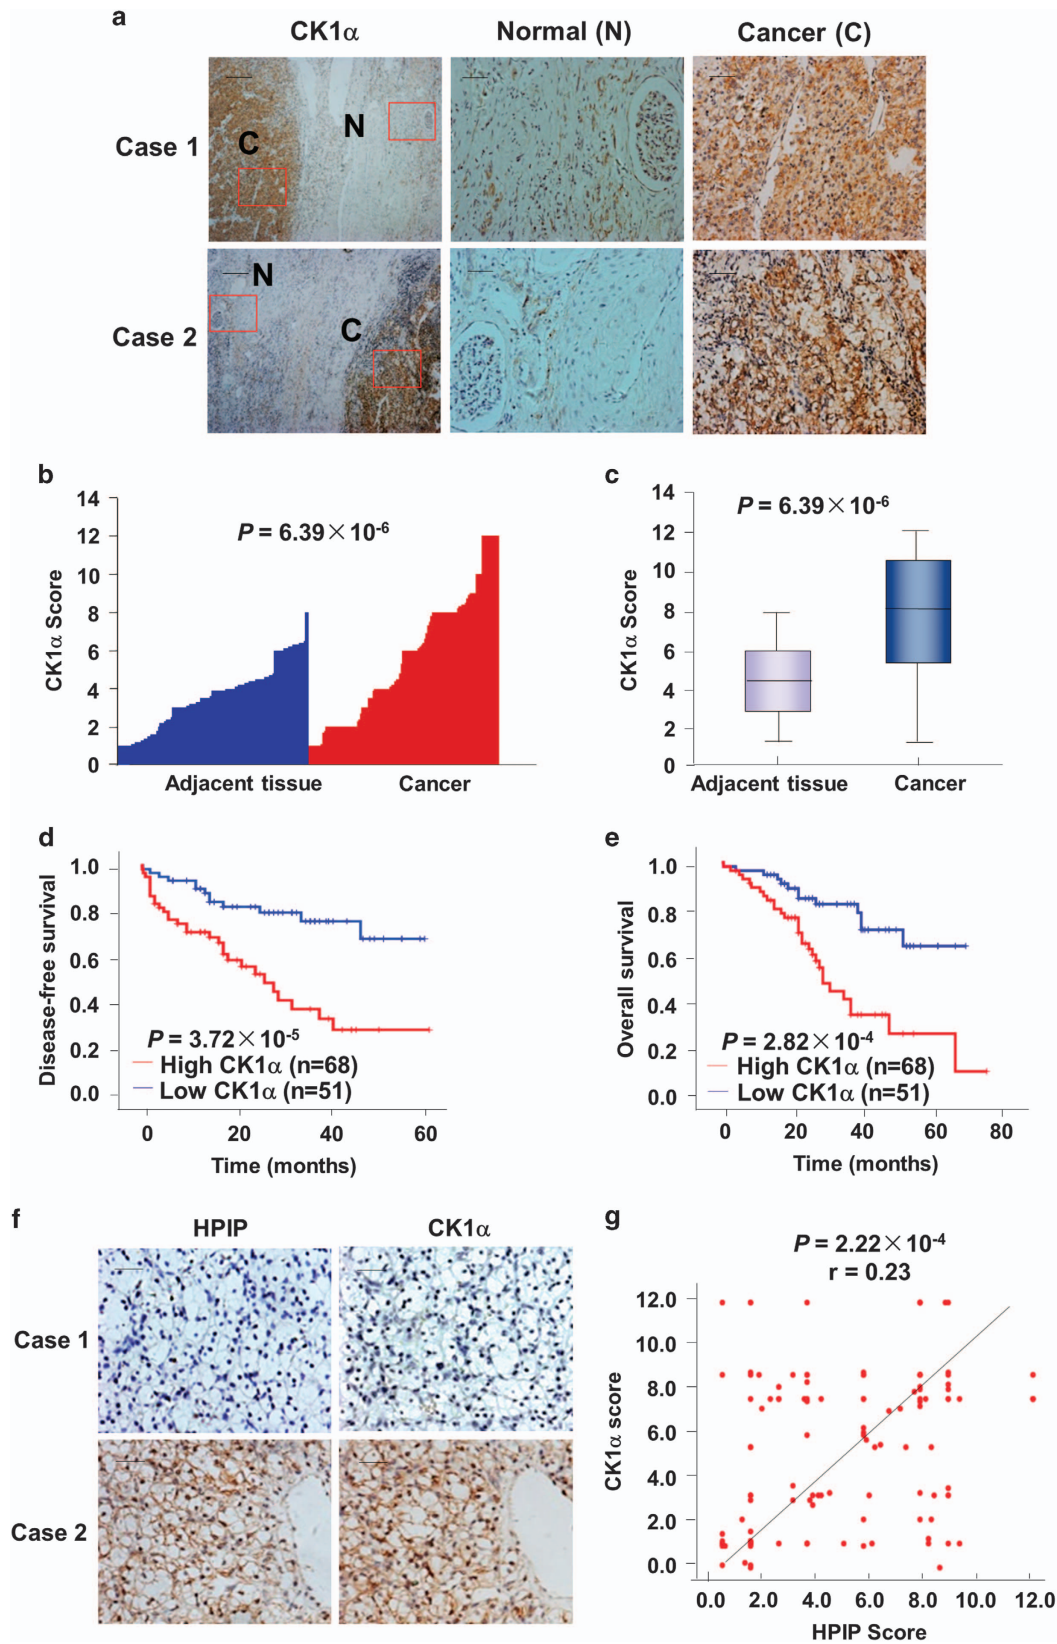 a
CK1α
Normal (N)
Cancer (C)
Case 1
C
N
Case 2
N
C
b
14
12
10
8
6
4
2
0
CK1α Score
P = 6.39×10-6
Adjacent tissue
Cancer
c
14
12
10
8
6
4
2
0
CK1α Score
P = 6.39×10-6
Adjacent tissue
Cancer
d
1.0
0.8
0.6
0.4
0.2
0.0
Disease-free survival
P = 3.72×10-5
High CK1α (n=68)
Low CK1α (n=51)
0 20 40 60
Time (months)
e
1.0
0.8
0.6
0.4
0.2
0.0
Overall survival
P = 2.82×10-4
High CK1α (n=68)
Low CK1α (n=51)
0 20 40 60 80
Time (months)
f
HPIP
CK1α
Case 1
Case 2
g
P = 2.22×10-4
r = 0.23
12.0
10.0
8.0
6.0
4.0
2.0
0.0
CK1α score
0.0 2.0 4.0 6.0 8.0 10.0 12.0
HPIP Score